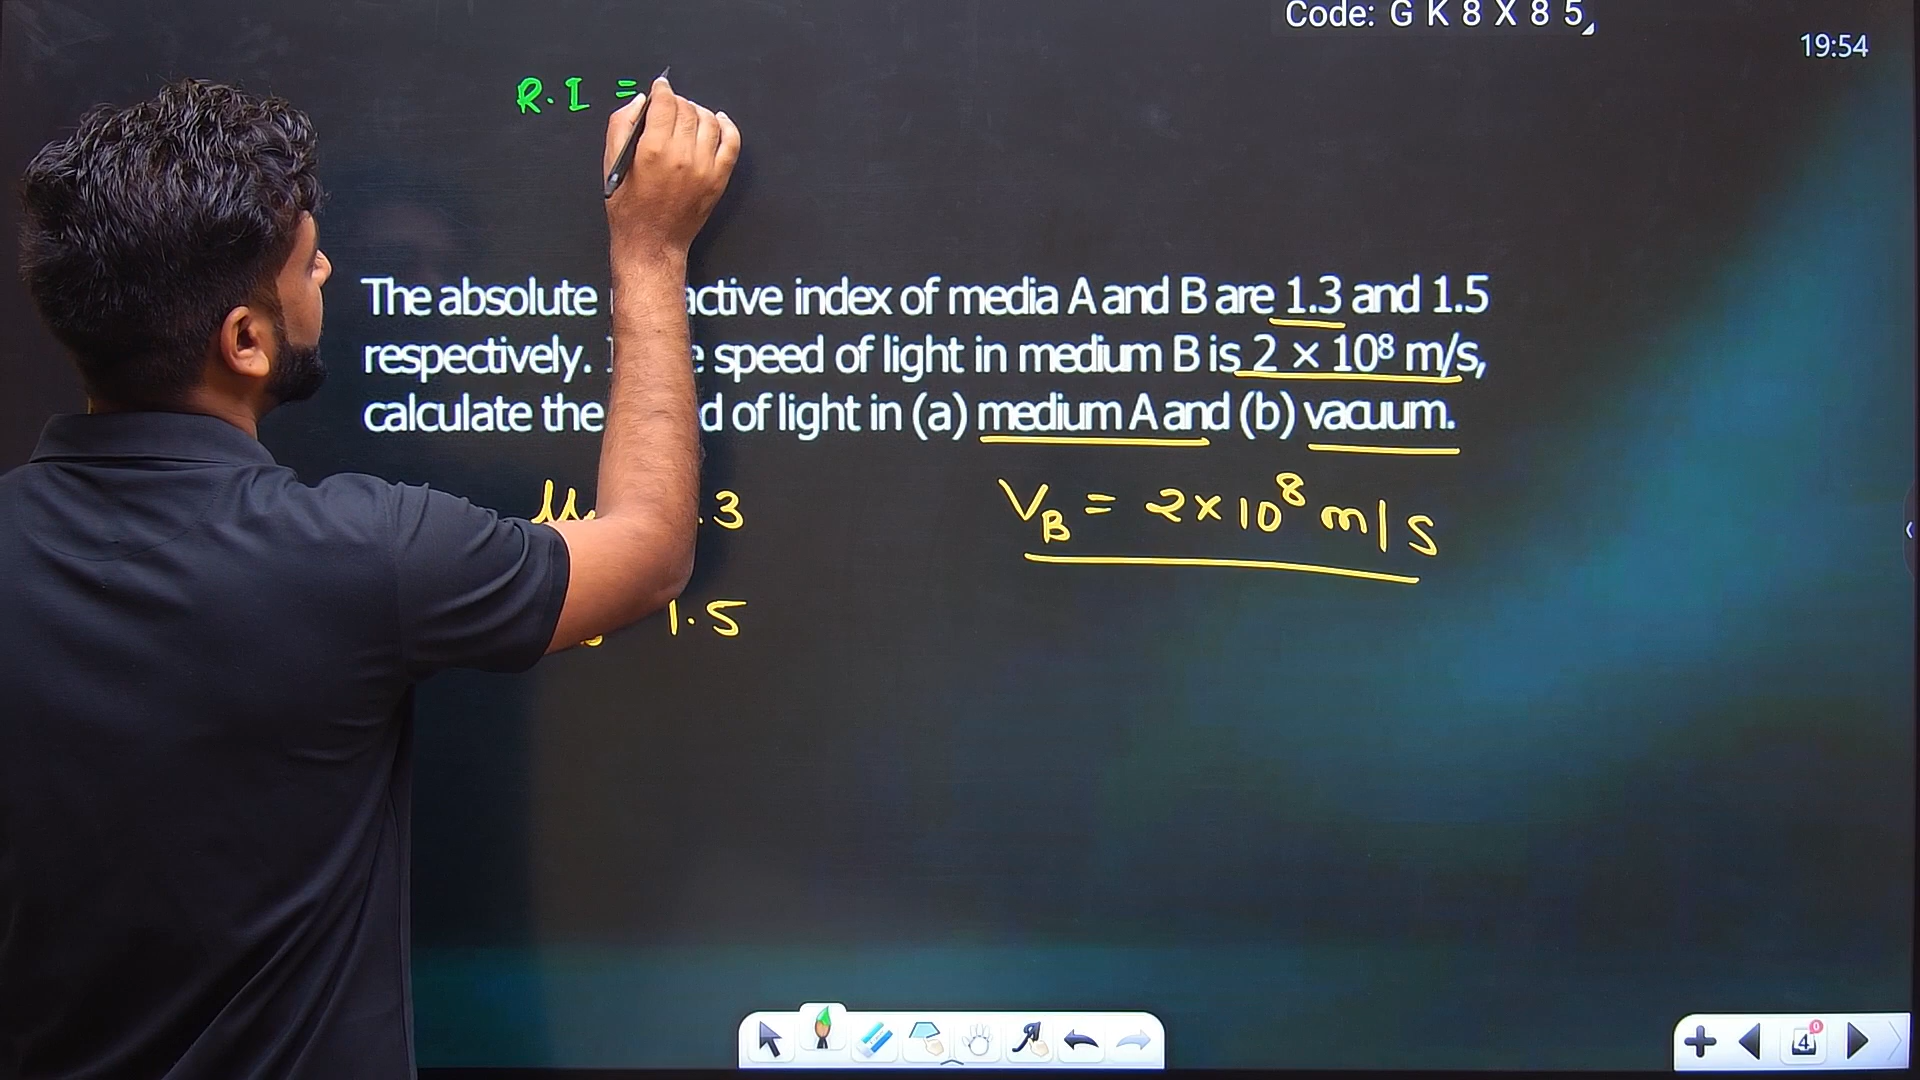 Code: G K 8 X 8 5
19:54
R.I =
The absolute active index of media A and B are 1.3 and 1.5
respectively. speed of light in medium B is 2 × 10⁸ m/s,
calculate the d of light in (a) medium A and (b) vacuum.
.3
V_B = 2×10⁸ m/s
1.5
4